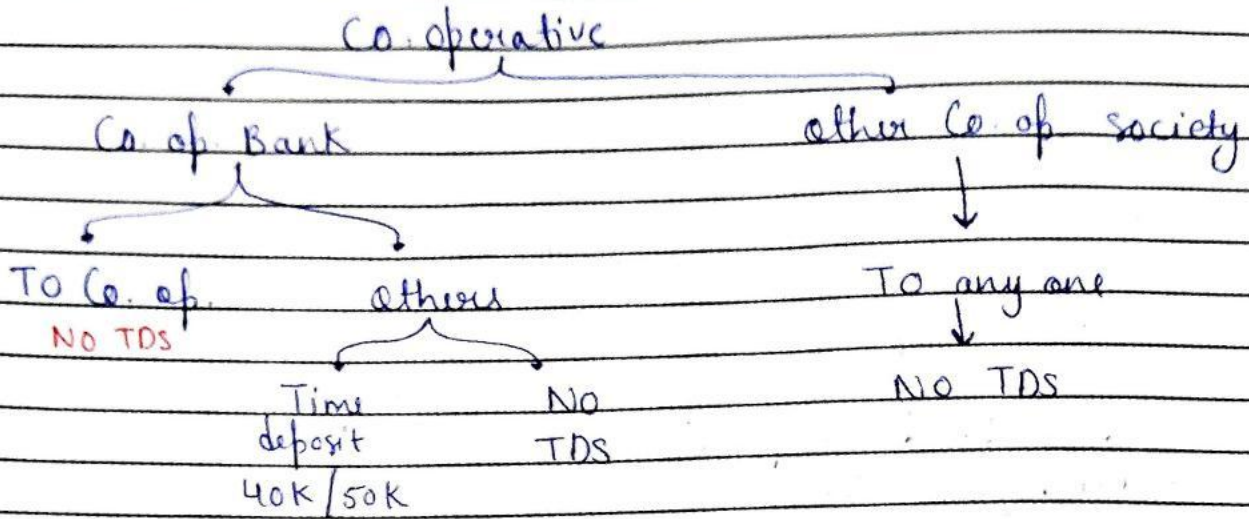 Co. operative
Co. op Bank other Co. op society
To Co. op. others To any one
NO TDS
Time NO NO TDS
deposit TDS
40K/50K